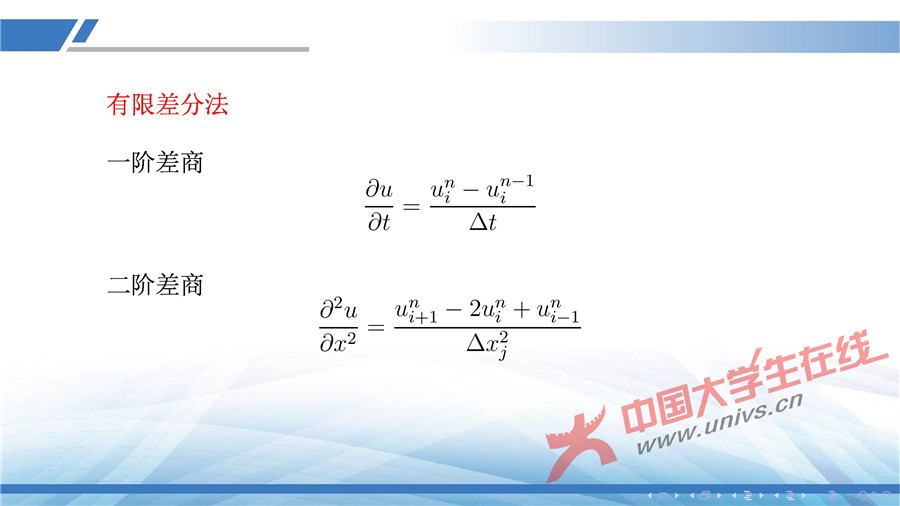 有限差分法
一阶差商
∂u/∂t = (u_i^n − u_i^{n−1})/Δt
二阶差商
∂²u/∂x² = (u_{i+1}^n − 2u_i^n + u_{i−1}^n)/Δx_j^2
中国大学生在线
www.univs.cn